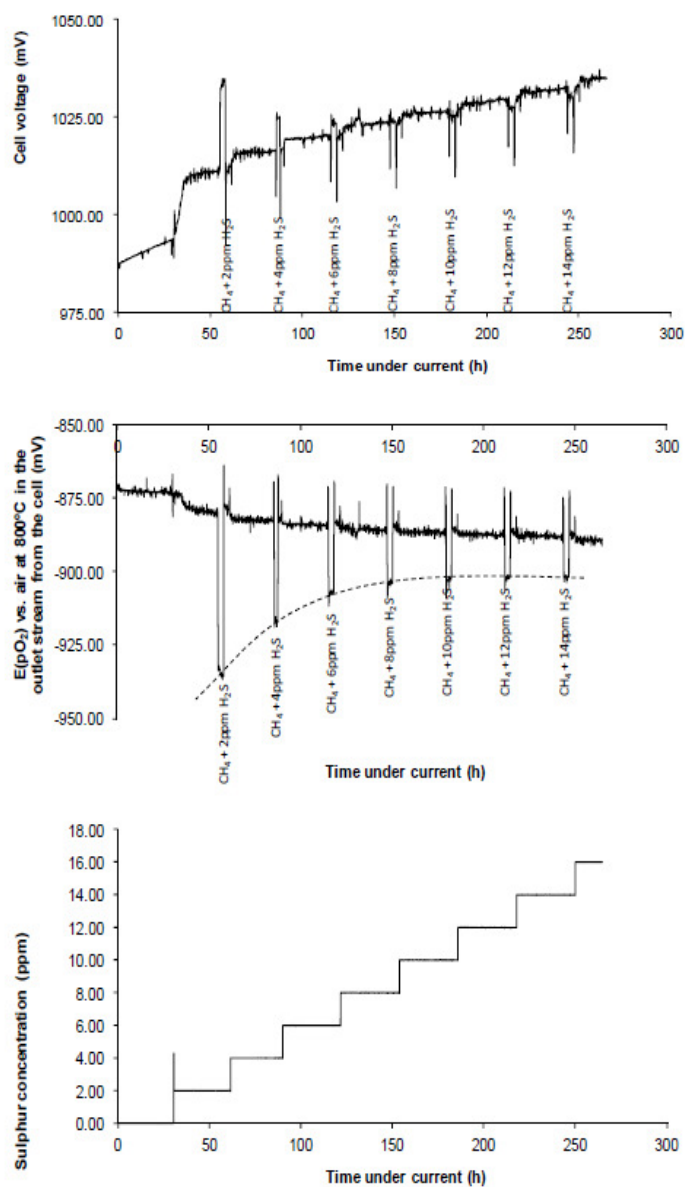 1050.00
1025.00
1000.00
975.00
Cell voltage (mV)
CH₄ + 2ppm H₂S
CH₄ + 4ppm H₂S
CH₄ + 6ppm H₂S
CH₄ + 8ppm H₂S
CH₄ + 10ppm H₂S
CH₄ + 12ppm H₂S
CH₄ + 14ppm H₂S
0 50 100 150 200 250 300
Time under current (h)
-850.00
-875.00
-900.00
-925.00
-950.00
E(pO₂) vs. air at 800°C in the
outlet stream from the cell (mV)
0 50 100 150 200 250 300
CH₄ + 2ppm H₂S
CH₄ + 4ppm H₂S
CH₄ + 6ppm H₂S
CH₄ + 8ppm H₂S
CH₄ + 10ppm H₂S
CH₄ + 12ppm H₂S
CH₄ + 14ppm H₂S
Time under current (h)
18.00
16.00
14.00
12.00
10.00
8.00
6.00
4.00
2.00
0.00
Sulphur concentration (ppm)
0 50 100 150 200 250 300
Time under current (h)